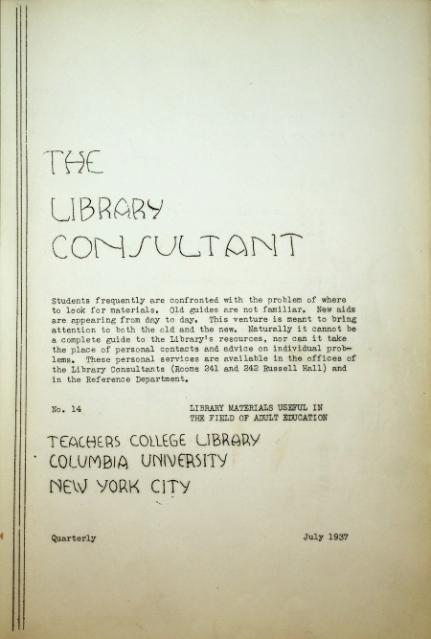 THE
LIBRARY
CONSULTANT
Students frequently are confronted with the problem of where
to look for materials. Old guides are not familiar. New aids
are appearing from day to day. This venture is meant to bring
attention to both the old and the new. Naturally it cannot be
a complete guide to the Library's resources, nor can it take
the place of personal contacts and advice on individual prob-
lems. These personal services are available in the offices of
the Library Consultants (Rooms 241 and 242 Russell Hall) and
in the Reference Department.
No. 14 LIBRARY MATERIALS USEFUL IN
THE FIELD OF ADULT EDUCATION
TEACHERS COLLEGE LIBRARY
COLUMBIA UNIVERSITY
NEW YORK CITY
Quarterly July 1937